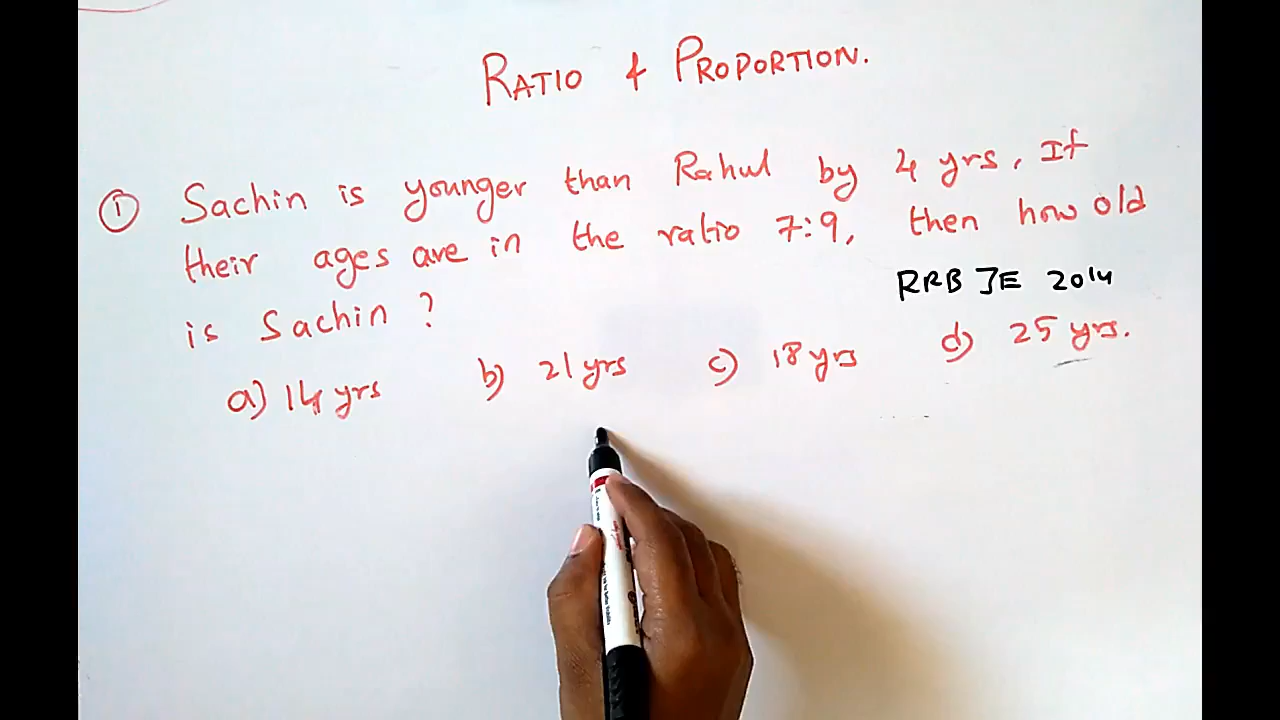 RATIO & PROPORTION.
① Sachin is younger than Rahul by 4 yrs. If
their ages are in the ratio 7:9, then how old
is Sachin ?
RRB JE 2014
a) 14 yrs b) 21 yrs c) 18 yrs d) 25 yrs.